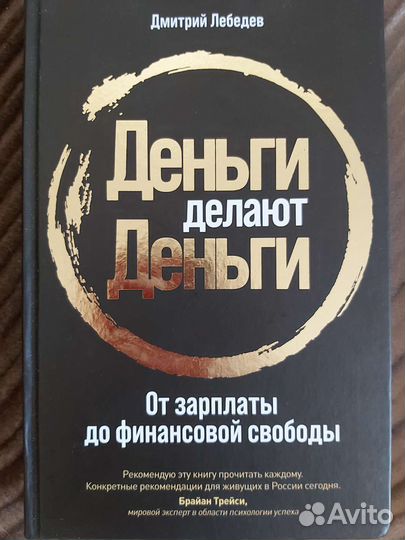 Дмитрий Лебедев
Деньги
делают
Деньги
От зарплаты
до финансовой свободы
Рекомендую эту книгу прочитать каждому.
Конкретные рекомендации для живущих в России сегодня.
Брайан Трейси,
мировой эксперт в области психологии успеха
Avito